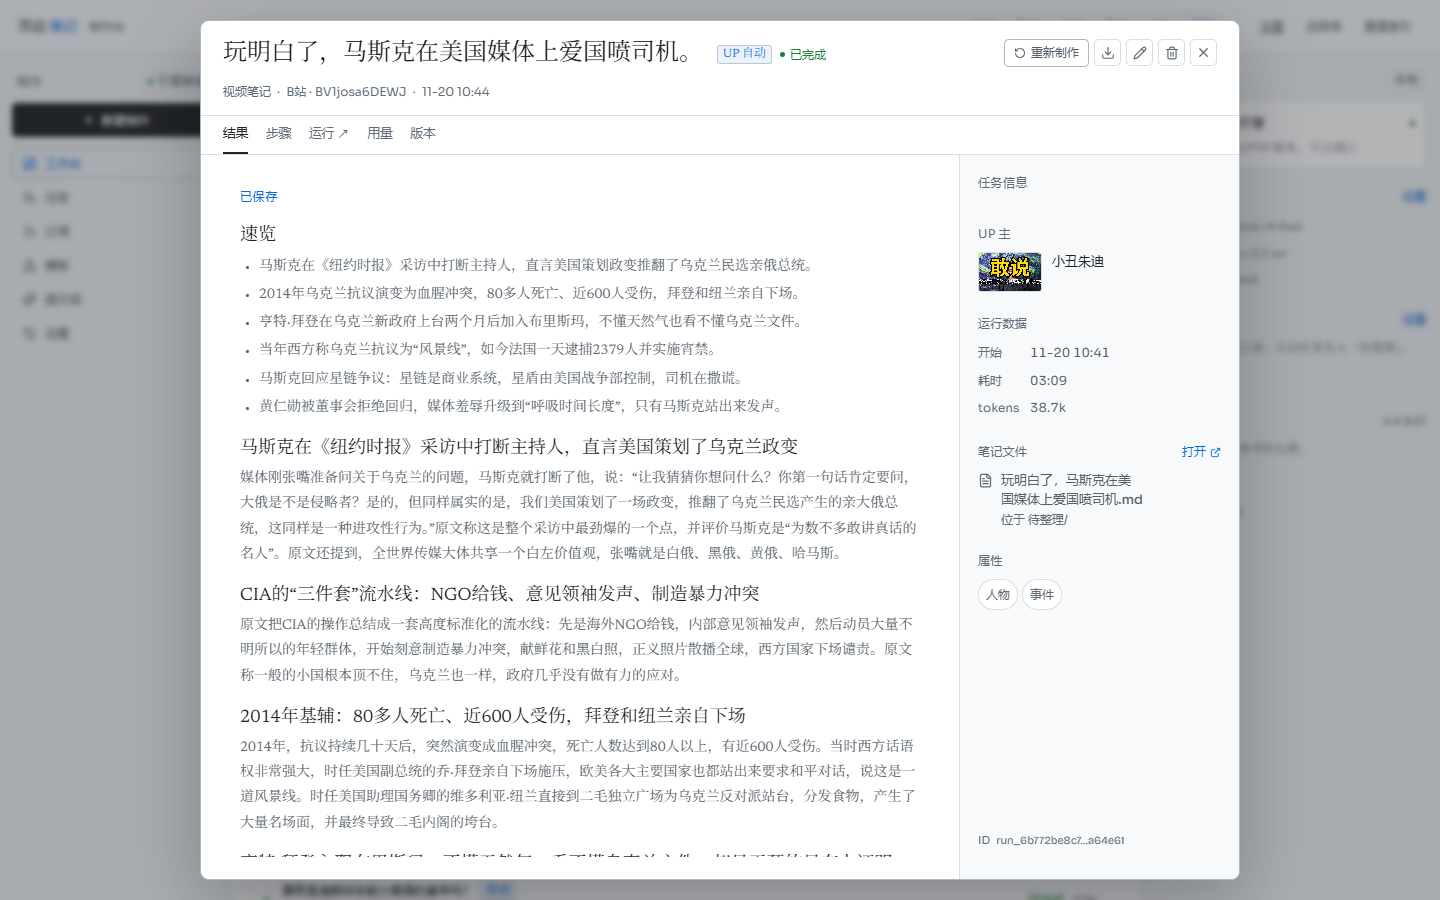 玩明白了，马斯克在美国媒体上爱国喷司机。 UP 自动 已完成
重新制作
视频笔记 · B站 · BV1josa6DEWJ · 11-20 10:44
结果 步骤 运行 ↗ 用量 版本
已保存
速览
• 马斯克在《纽约时报》采访中打断主持人，直言美国策划政变推翻了乌克兰民选亲俄总统。
• 2014年乌克兰抗议演变为血腥冲突，80多人死亡、近600人受伤，拜登和纽兰亲自下场。
• 亨特·拜登在乌克兰新政府上台两个月后加入布里斯玛，不懂天然气也看不懂乌克兰文件。
• 当年西方称乌克兰抗议为“风景线”，如今法国一天逮捕2379人并实施宵禁。
• 马斯克回应星链争议：星链是商业系统，星盾由美国战争部控制，司机在撒谎。
• 黄仁勋被董事会拒绝回归，媒体羞辱升级到“呼吸时间长度”，只有马斯克站出来发声。
马斯克在《纽约时报》采访中打断主持人，直言美国策划了乌克兰政变
媒体刚张嘴准备问关于乌克兰的问题，马斯克就打断了他，说：“让我猜猜你想问什么？你第一句话肯定要问，
大俄是不是侵略者？是的，但同样属实的是，我们美国策划了一场政变，推翻了乌克兰民选产生的亲大俄总
统，这同样是一种进攻性行为。”原文称这是整个采访中最劲爆的一个点，并评价马斯克是“为数不多敢讲真话的
名人”。原文还提到，全世界传媒大体共享一个白左价值观，张嘴就是白俄、黑俄、黄俄、哈马斯。
CIA的“三件套”流水线：NGO给钱、意见领袖发声、制造暴力冲突
原文把CIA的操作总结成一套高度标准化的流水线：先是海外NGO给钱，内部意见领袖发声，然后动员大量不
明所以的年轻群体，开始刻意制造暴力冲突，献鲜花和黑白照，正义照片散播全球，西方国家下场谴责。原文
称一般的小国根本顶不住，乌克兰也一样，政府几乎没有做有力的应对。
2014年基辅：80多人死亡、近600人受伤，拜登和纽兰亲自下场
2014年，抗议持续几十天后，突然演变成血腥冲突，死亡人数达到80人以上，有近600人受伤。当时西方话语
权非常强大，时任美国副总统的乔·拜登亲自下场施压，欧美各大主要国家也都站出来要求和平对话，说这是一
道风景线。时任美国助理国务卿的维多利亚·纽兰直接到二毛独立广场为乌克兰反对派站台，分发食物，产生了
大量名场面，并最终导致二毛内阁的垮台。
任务信息
UP 主
敢说
小丑朱迪
运行数据
开始 11-20 10:41
耗时 03:09
tokens 38.7k
笔记文件 打开
玩明白了，马斯克在美
国媒体上爱国喷司机.md
位于 待整理/
属性
人物 事件
ID run_6b772be8c7...a64e61